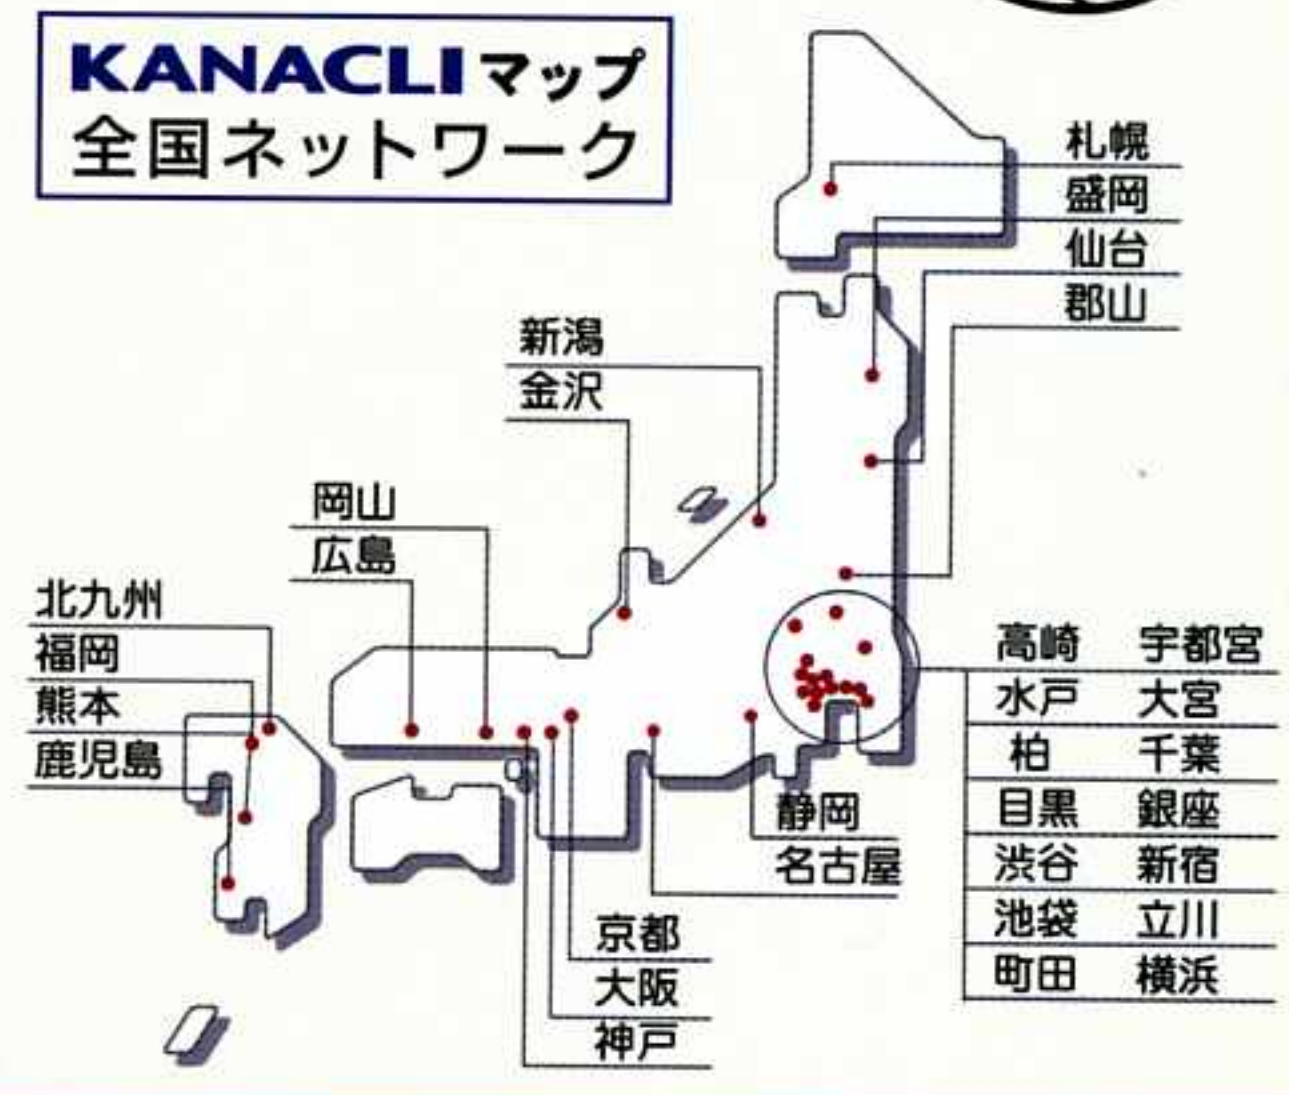 KANACLIマップ
全国ネットワーク
札幌
盛岡
仙台
郡山
新潟
金沢
岡山
広島
北九州
福岡
熊本
鹿児島
高崎 宇都宮
水戸 大宮
柏 千葉
目黒 銀座
渋谷 新宿
池袋 立川
町田 横浜
静岡
名古屋
京都
大阪
神戸